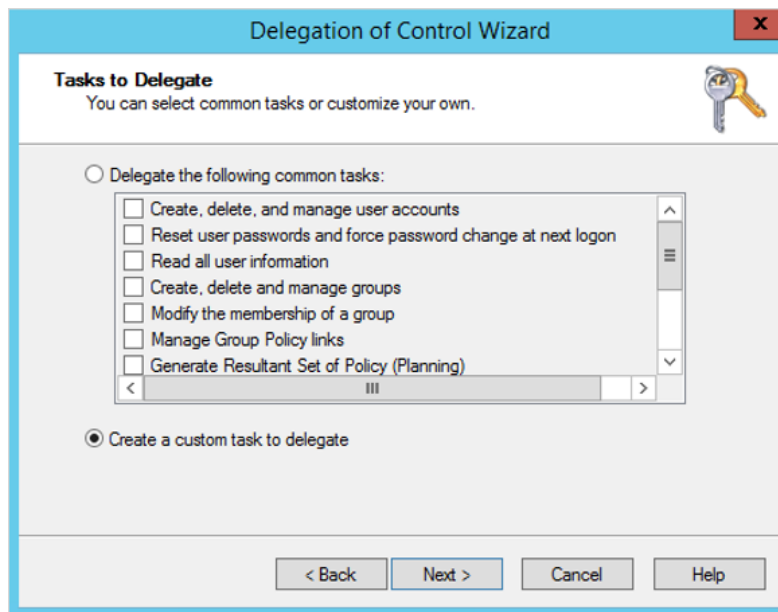 Delegation of Control Wizard
x
Tasks to Delegate
You can select common tasks or customize your own.
Delegate the following common tasks:
Create, delete, and manage user accounts
Reset user passwords and force password change at next logon
Read all user information
Create, delete and manage groups
Modify the membership of a group
Manage Group Policy links
Generate Resultant Set of Policy (Planning)
Create a custom task to delegate
< Back Next > Cancel Help